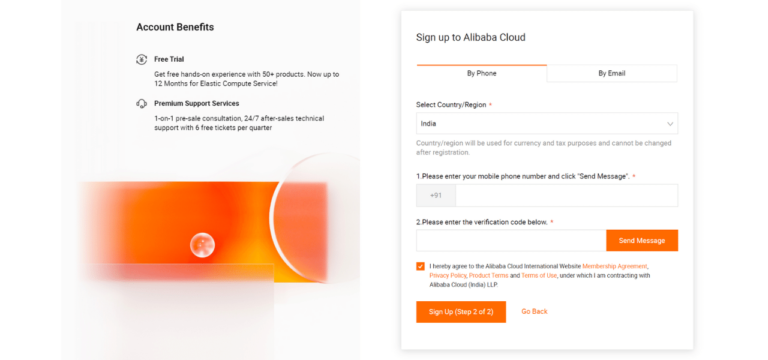 Account Benefits
Free Trial
Get free hands-on experience with 50+ products. Now up to
12 Months for Elastic Compute Service!
Premium Support Services
1-on-1 pre-sale consultation, 24/7 after-sales technical
support with 6 free tickets per quarter
Sign up to Alibaba Cloud
By Phone
By Email
Select Country/Region *
India
Country/region will be used for currency and tax purposes and cannot be changed
after registration.
1.Please enter your mobile phone number and click "Send Message". *
+91
2.Please enter the verification code below. *
Send Message
I hereby agree to the Alibaba Cloud International Website Membership Agreement,
Privacy Policy, Product Terms and Terms of Use, under which I am contracting with
Alibaba Cloud (India) LLP.
Sign Up (Step 2 of 2)
Go Back